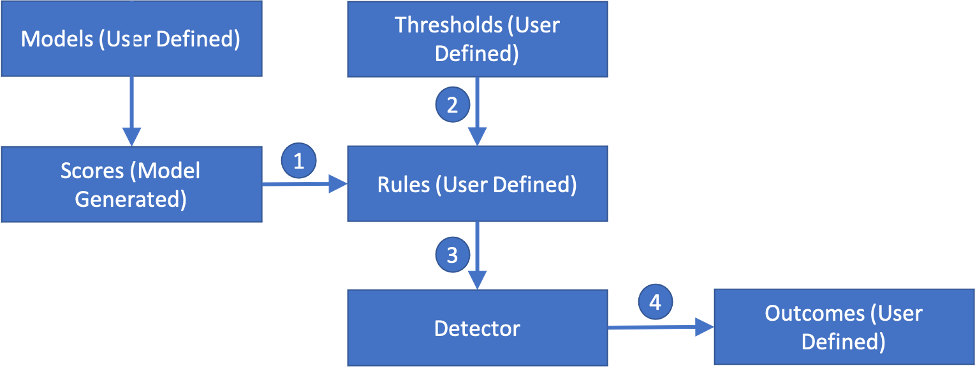 Models (User Defined)
Thresholds (User
Defined)
2
Scores (Model
Generated)
1
Rules (User Defined)
3
Detector
4
Outcomes (User
Defined)